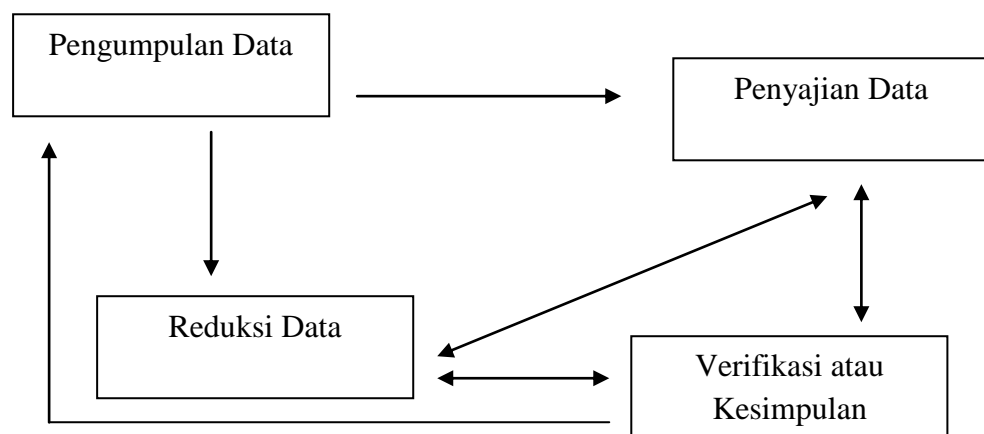 Pengumpulan Data
Penyajian Data
Reduksi Data
Verifikasi atau
Kesimpulan